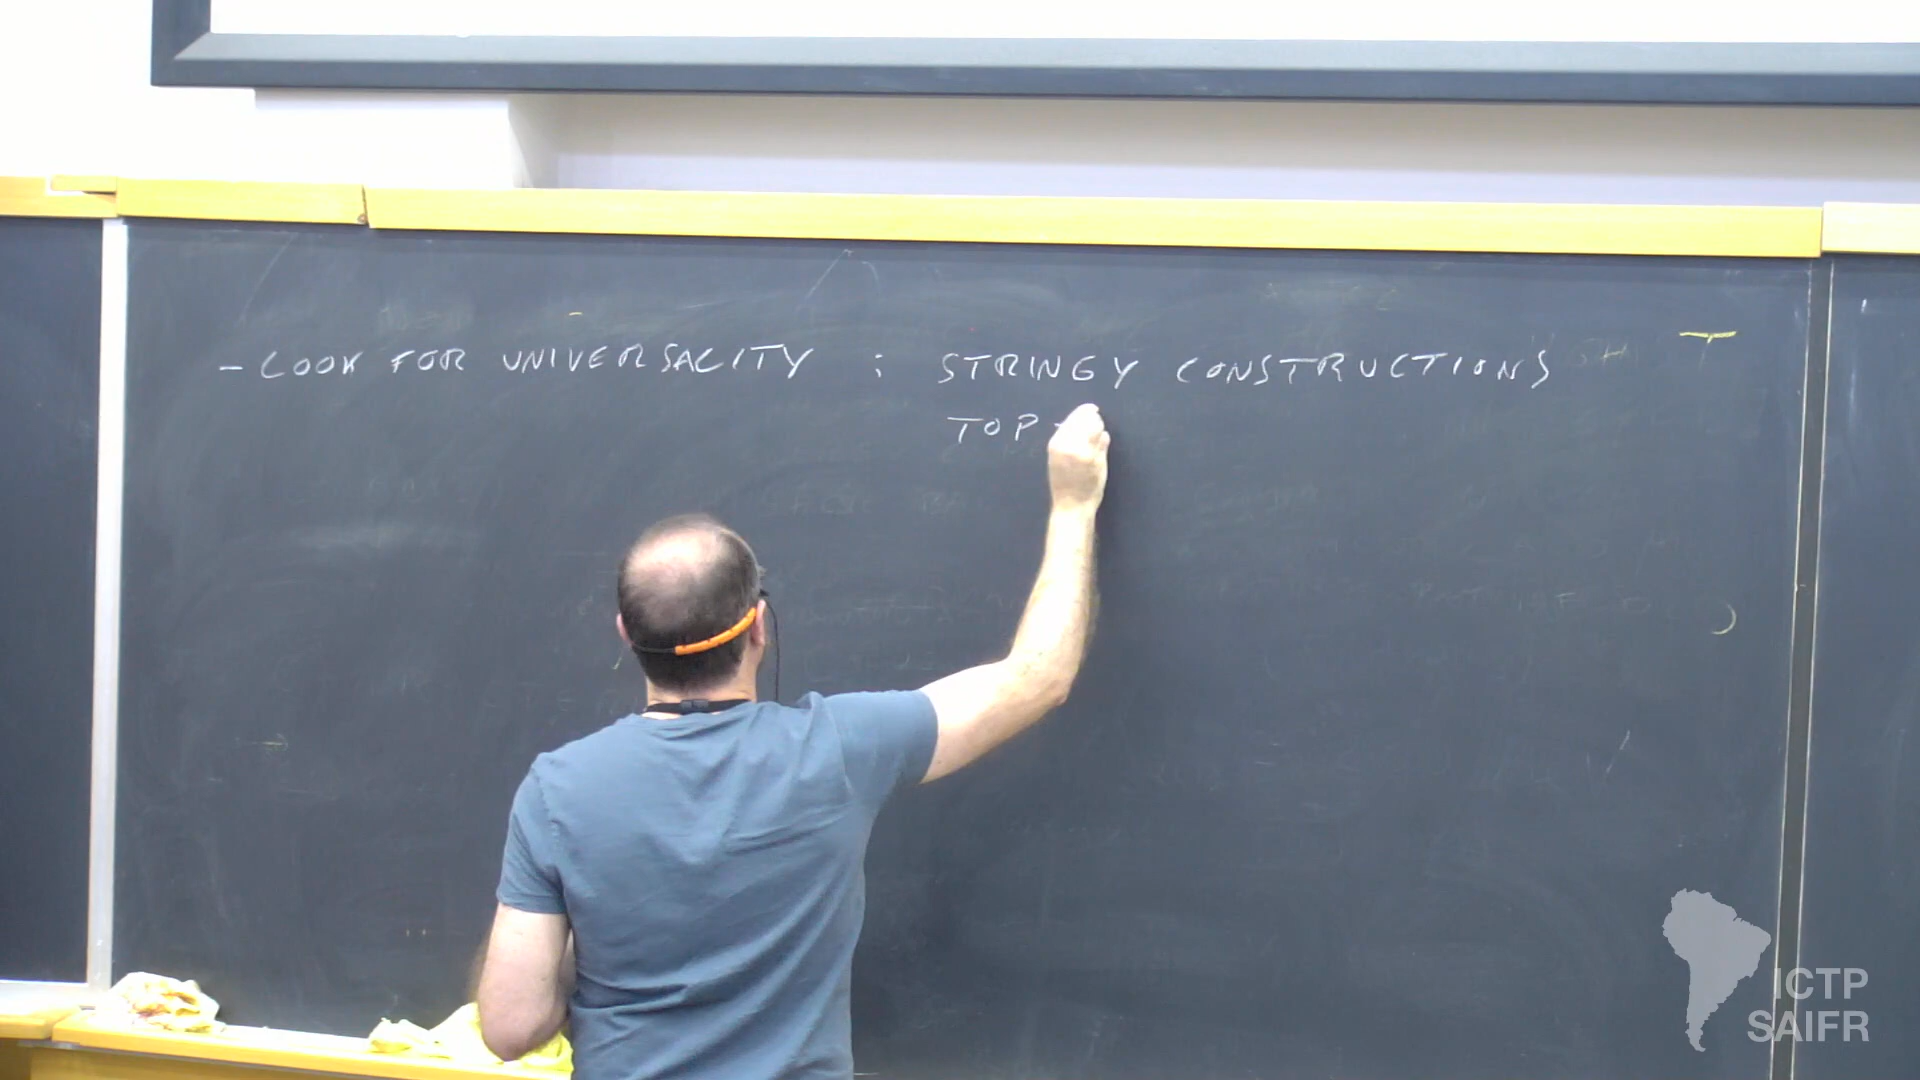 - LOOK FOR UNIVERSALITY : STRINGY CONSTRUCTIONS
TOP-
ICTP
SAIFR